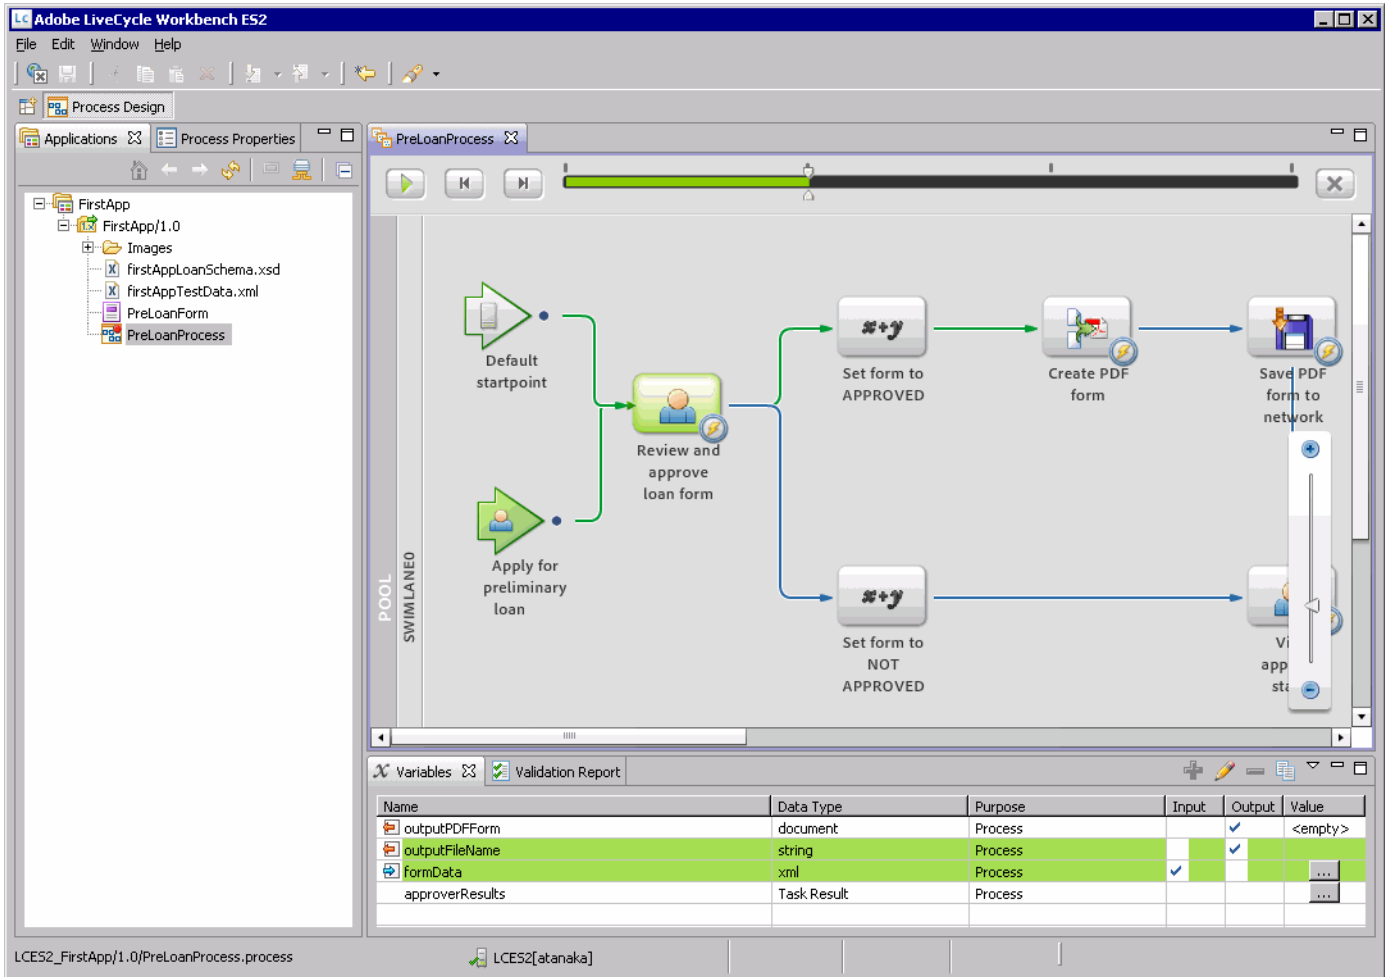 LC Adobe LiveCycle Workbench ES2
File Edit Window Help
Process Design
Applications Process Properties
PreLoanProcess
FirstApp
FirstApp/1.0
Images
firstAppLoanSchema.xsd
firstAppTestData.xml
PreLoanForm
PreLoanProcess
POOL
SWIMLANE0
Default
startpoint
Apply for
preliminary
loan
Review and
approve
loan form
x+y
Set form to
APPROVED
Create PDF
form
Save PDF
form to
network
x+y
Set form to
NOT
APPROVED
Vi
app
sta
Variables Validation Report
Name Data Type Purpose Input Output Value
outputPDFForm document Process <empty>
outputFileName string Process
formData xml Process ...
approverResults Task Result Process ...
LCES2_FirstApp/1.0/PreLoanProcess.process LCES2[atanaka]